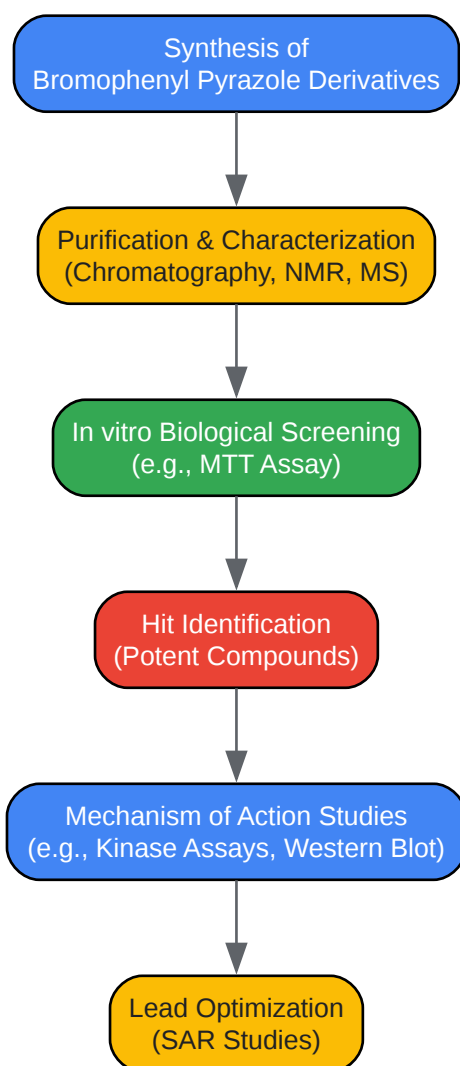 Synthesis of
Bromophenyl Pyrazole Derivatives
Purification & Characterization
(Chromatography, NMR, MS)
In vitro Biological Screening
(e.g., MTT Assay)
Hit Identification
(Potent Compounds)
Mechanism of Action Studies
(e.g., Kinase Assays, Western Blot)
Lead Optimization
(SAR Studies)